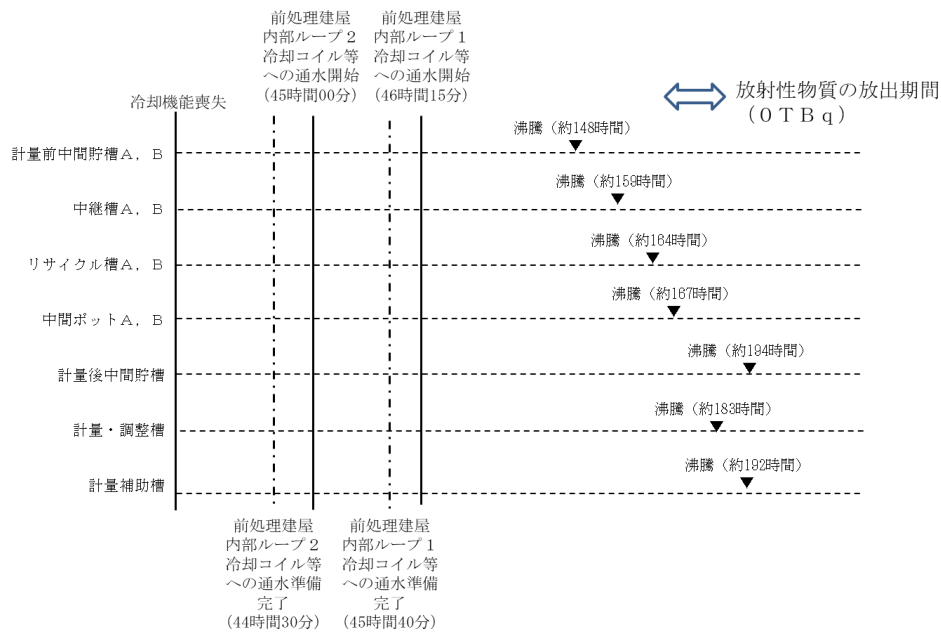 前処理建屋
内部ループ２
冷却コイル等
への通水開始
(45時間00分)
前処理建屋
内部ループ１
冷却コイル等
への通水開始
(46時間15分)
冷却機能喪失
放射性物質の放出期間
（０ＴＢｑ）
計量前中間貯槽Ａ，Ｂ
沸騰（約148時間）
中継槽Ａ，Ｂ
沸騰（約159時間）
リサイクル槽Ａ，Ｂ
沸騰（約164時間）
中間ポットＡ，Ｂ
沸騰（約167時間）
計量後中間貯槽
沸騰（約194時間）
計量・調整槽
沸騰（約183時間）
計量補助槽
沸騰（約192時間）
前処理建屋
内部ループ２
冷却コイル等
への通水準備
完了
(44時間30分)
前処理建屋
内部ループ１
冷却コイル等
への通水準備
完了
(45時間40分)